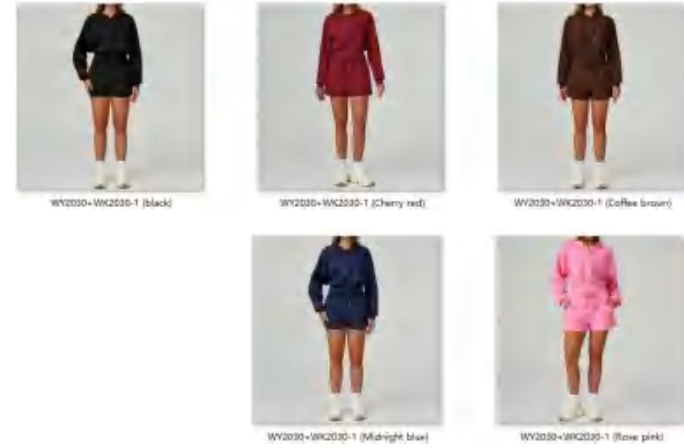 WY2030+WK2030-1 (black)
WY2030+WK2030-1 (Cherry red)
WY2030+WK2030-1 (Coffee brown)
WY2030+WK2030-1 (Midnight blue)
WY2030+WK2030-1 (Rose pink)